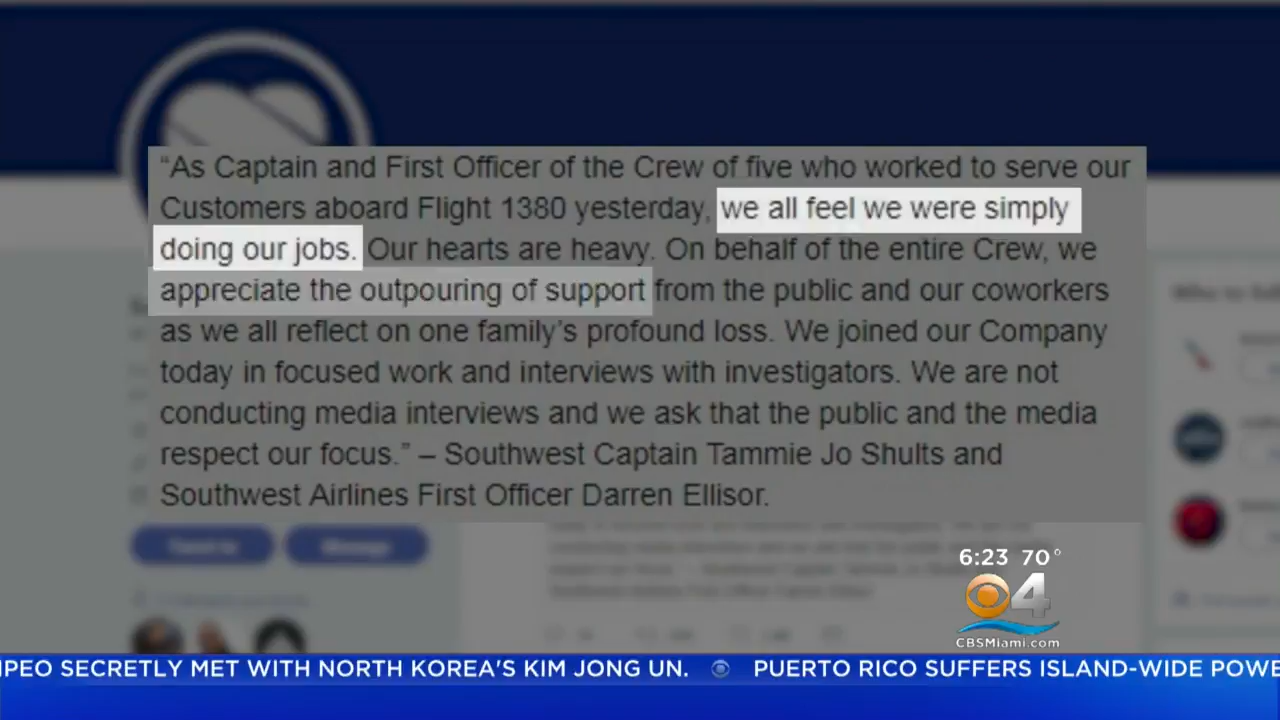 “As Captain and First Officer of the Crew of five who worked to serve our
Customers aboard Flight 1380 yesterday, we all feel we were simply
doing our jobs. Our hearts are heavy. On behalf of the entire Crew, we
appreciate the outpouring of support from the public and our coworkers
as we all reflect on one family’s profound loss. We joined our Company
today in focused work and interviews with investigators. We are not
conducting media interviews and we ask that the public and the media
respect our focus.” – Southwest Captain Tammie Jo Shults and
Southwest Airlines First Officer Darren Ellisor.
6:23 70°
4
CBSMiami.com
MPEO SECRETLY MET WITH NORTH KOREA'S KIM JONG UN. PUERTO RICO SUFFERS ISLAND-WIDE POWE